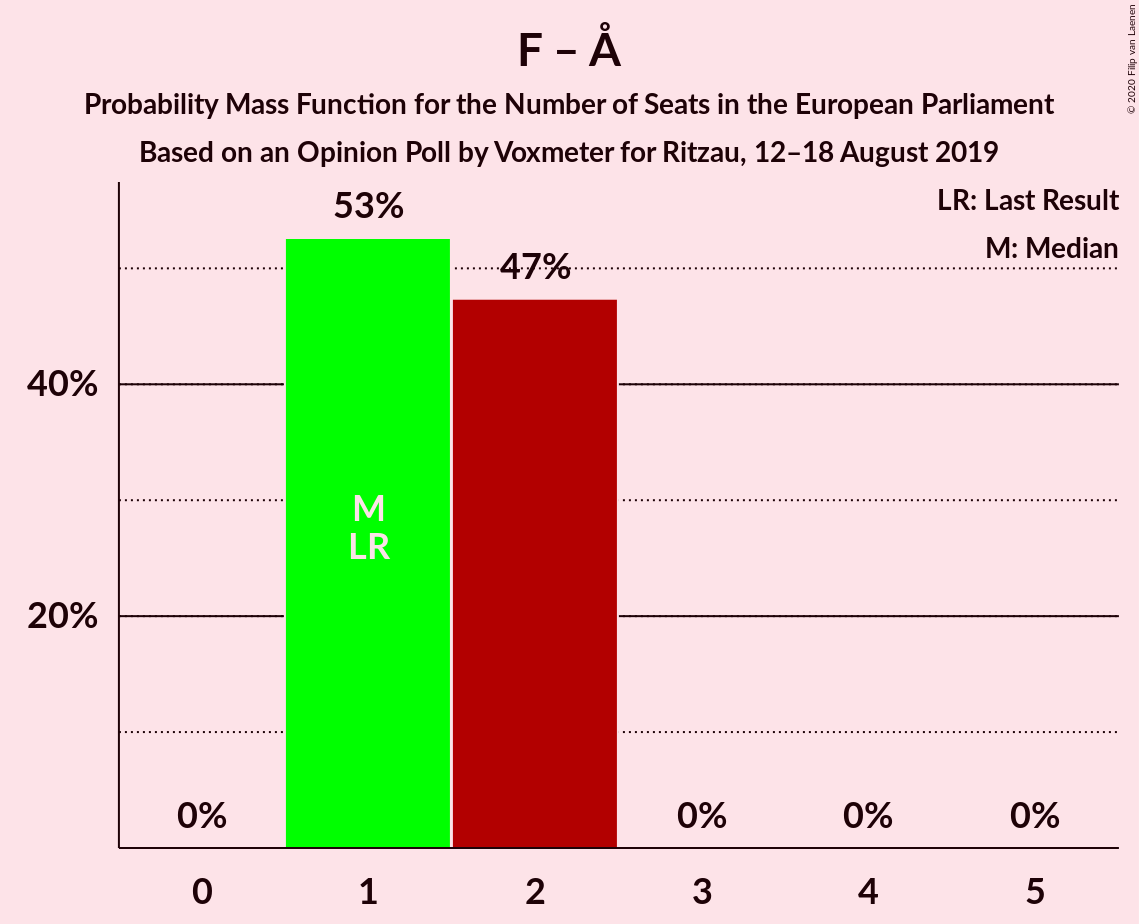 F – Å
Probability Mass Function for the Number of Seats in the European Parliament
Based on an Opinion Poll by Voxmeter for Ritzau, 12–18 August 2019
© 2020 Filip van Laenen
LR: Last Result
M: Median
53%
47%
40%
20%
M
LR
0%
0%
0%
0%
0
1
2
3
4
5